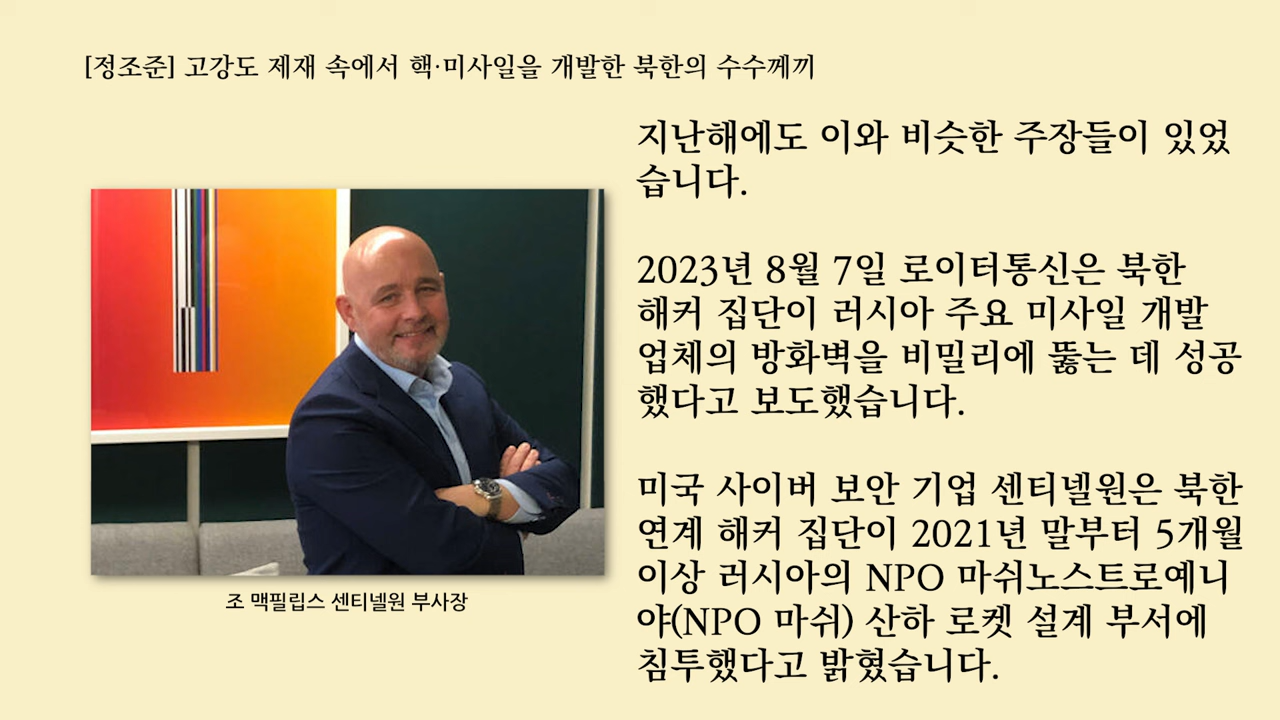 [정조준] 고강도 제재 속에서 핵·미사일을 개발한 북한의 수수께끼
지난해에도 이와 비슷한 주장들이 있었
습니다.
2023년 8월 7일 로이터통신은 북한
해커 집단이 러시아 주요 미사일 개발
업체의 방화벽을 비밀리에 뚫는 데 성공
했다고 보도했습니다.
미국 사이버 보안 기업 센티넬원은 북한
연계 해커 집단이 2021년 말부터 5개월
이상 러시아의 NPO 마쉬노스트로예니
야(NPO 마쉬) 산하 로켓 설계 부서에
침투했다고 밝혔습니다.
조 맥필립스 센티넬원 부사장